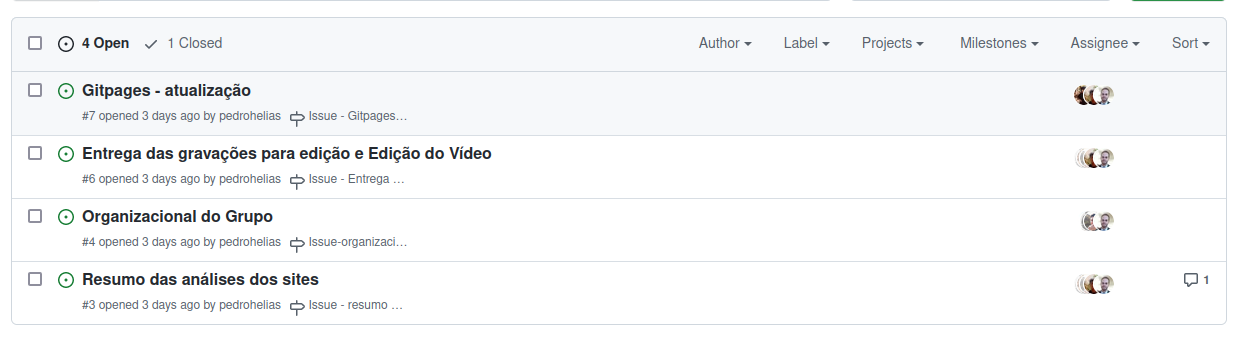 4 Open 1 Closed Author Label Projects Milestones Assignee Sort
Gitpages - atualização
#7 opened 3 days ago by pedrohelias Issue - Gitpages…
Entrega das gravações para edição e Edição do Vídeo
#6 opened 3 days ago by pedrohelias Issue - Entrega …
Organizacional do Grupo
#4 opened 3 days ago by pedrohelias Issue-organizaci…
Resumo das análises dos sites 1
#3 opened 3 days ago by pedrohelias Issue - resumo …